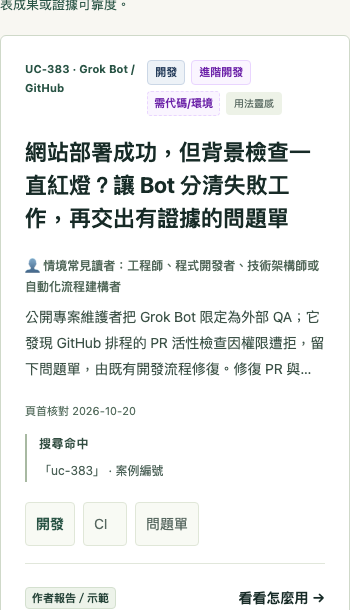 表成果或證據可靠度。
UC-383 · Grok Bot /
GitHub
開發
進階開發
需代碼/環境
用法靈感
網站部署成功，但背景檢查一
直紅燈？讓 Bot 分清失敗工
作，再交出有證據的問題單
情境常見讀者：工程師、程式開發者、技術架構師或
自動化流程建構者
公開專案維護者把 Grok Bot 限定為外部 QA；它
發現 GitHub 排程的 PR 活性檢查因權限遭拒，留
下問題單，由既有開發流程修復。修復 PR 與...
頁首核對 2026-10-20
搜尋命中
「uc-383」 · 案例編號
開發
CI
問題單
作者報告 / 示範
看看怎麼用 →